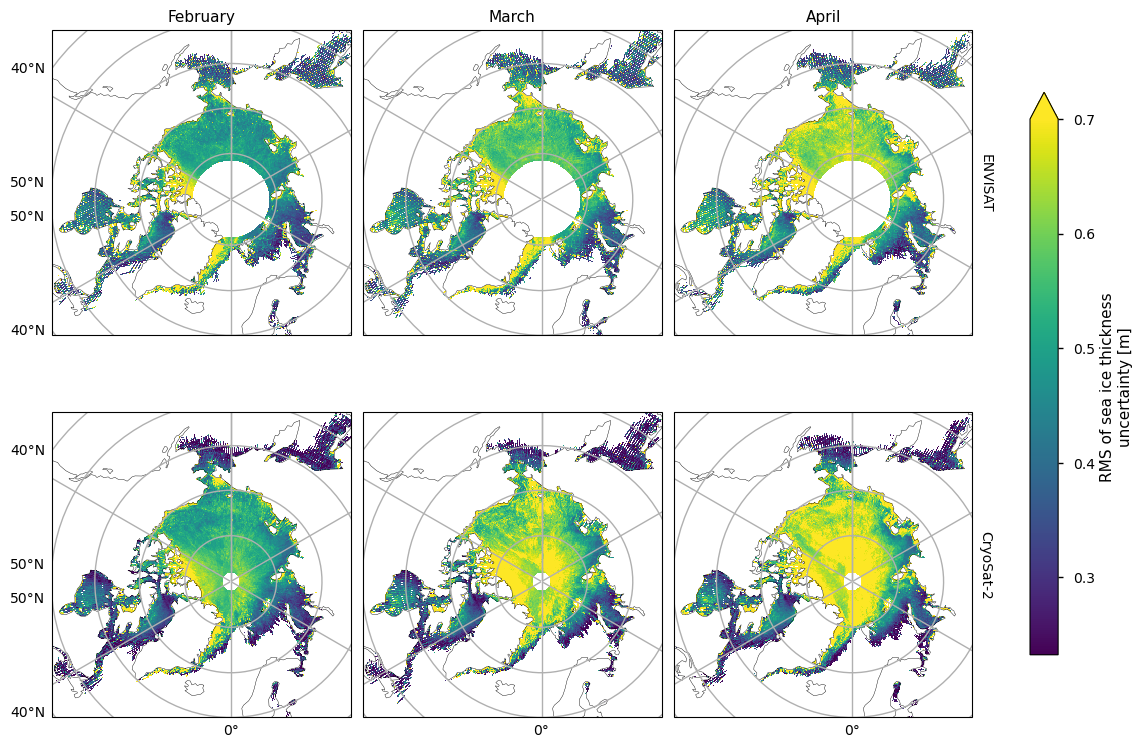 February
March
April
40°N
50°N
50°N
40°N
ENVISAT
40°N
50°N
50°N
40°N
0°
0°
0°
CryoSat-2
0.7
0.6
0.5
0.4
0.3
RMS of sea ice thickness
uncertainty [m]